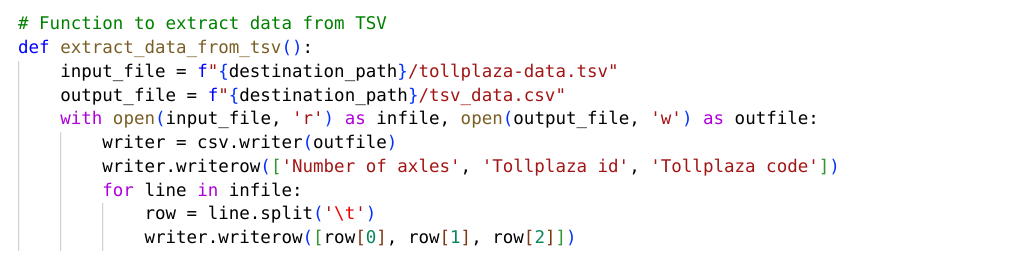 # Function to extract data from TSV
def extract_data_from_tsv():
    input_file = f"{destination_path}/tollplaza-data.tsv"
    output_file = f"{destination_path}/tsv_data.csv"
    with open(input_file, 'r') as infile, open(output_file, 'w') as outfile:
        writer = csv.writer(outfile)
        writer.writerow(['Number of axles', 'Tollplaza id', 'Tollplaza code'])
        for line in infile:
            row = line.split('\t')
            writer.writerow([row[0], row[1], row[2]])